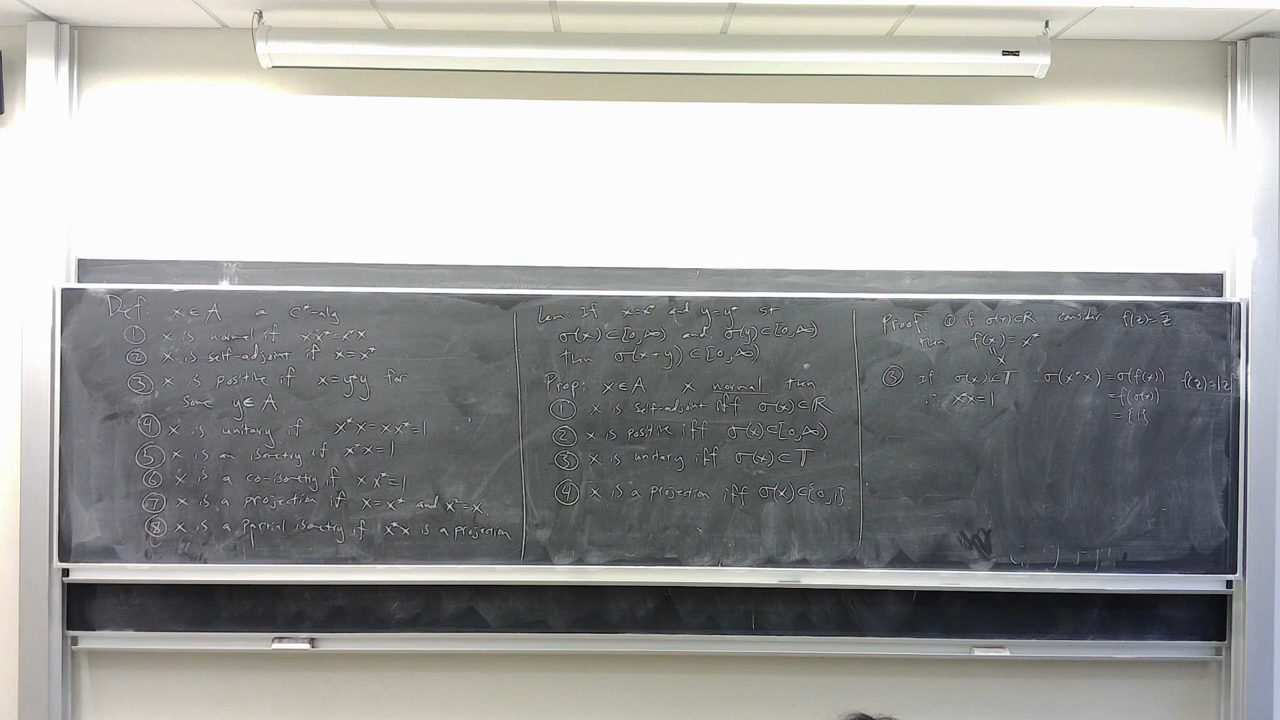 Def: x ∈ A a C*-alg
① x is normal if xx* = x*x
② x is self-adjoint if x = x*
③ x is positive if x = y*y for
some y ∈ A
④ x is unitary if x*x = xx* = 1
⑤ x is an isometry if x*x = 1
⑥ x is a co-isometry if xx* = 1
⑦ x is a projection if x = x* and x² = x.
⑧ x is a Partial isometry if x*x is a projection
Lem: If x = x* and y = y* st
σ(x) ⊂ [0,∞) and σ(y) ⊂ [0,∞)
then σ(x+y) ⊂ [0,∞)
Prop: x ∈ A x normal then
① x is self-adjoint iff σ(x) ⊂ ℝ
② x is positive iff σ(x) ⊂ [0,∞)
③ x is unitary iff σ(x) ⊂ T
④ x is a projection iff σ(x) ⊂ {0,1}
Proof: ① if σ(x) ⊂ ℝ consider f(z) = z̄
then f(x) = x*
||
x
③ If σ(x) ⊂ T σ(x*x) = σ(f(x)) f(z) = |z|²
= f(σ(x))
∴ x*x = 1
= {1}